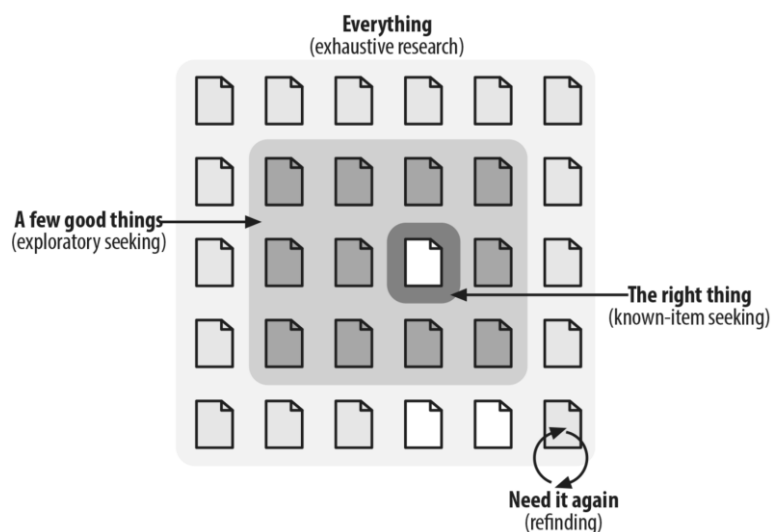 Everything
(exhaustive research)
A few good things
(exploratory seeking)
The right thing
(known-item seeking)
Need it again
(refinding)